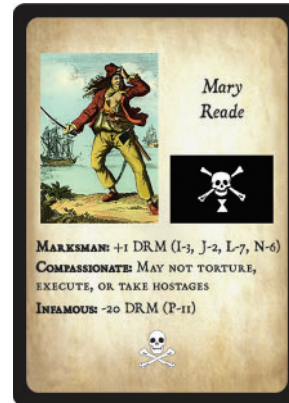 Mary
Reade
Marksman: +1 DRM (I-3, J-2, L-7, N-6)
Compassionate: May not torture,
execute, or take hostages
Infamous: -20 DRM (P-11)